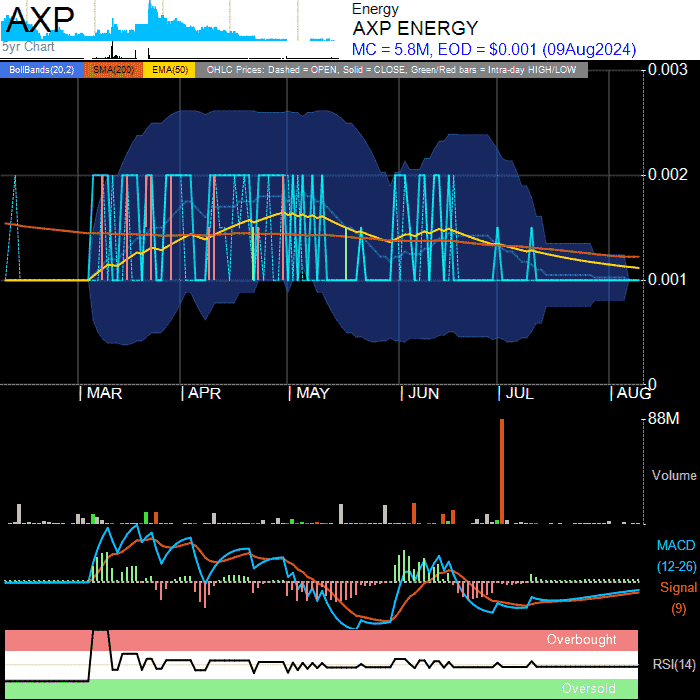 AXP
5yr Chart
Energy
AXP ENERGY
MC = 5.8M, EOD = $0.001 (09Aug2024)
BollBands(20,2) SMA(200) EMA(50) OHLC Prices: Dashed = OPEN, Solid = CLOSE, Green/Red bars = Intra-day HIGH/LOW
0.003
0.002
0.001
0
| MAR | APR | MAY | JUN | JUL | AUG
88M
Volume
MACD
(12-26)
Signal
(9)
Overbought
RSI(14)
Oversold